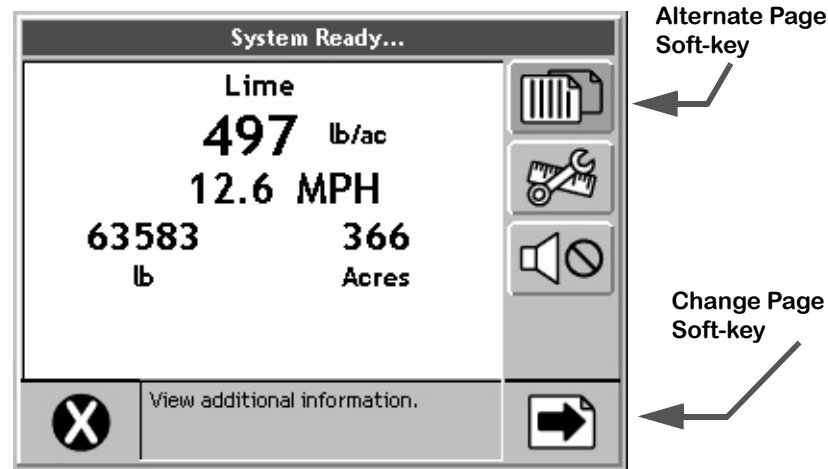 System Ready...
Lime
497 lb/ac
12.6 MPH
63583 366
lb Acres
View additional information.
X
Alternate Page
Soft-key
Change Page
Soft-key